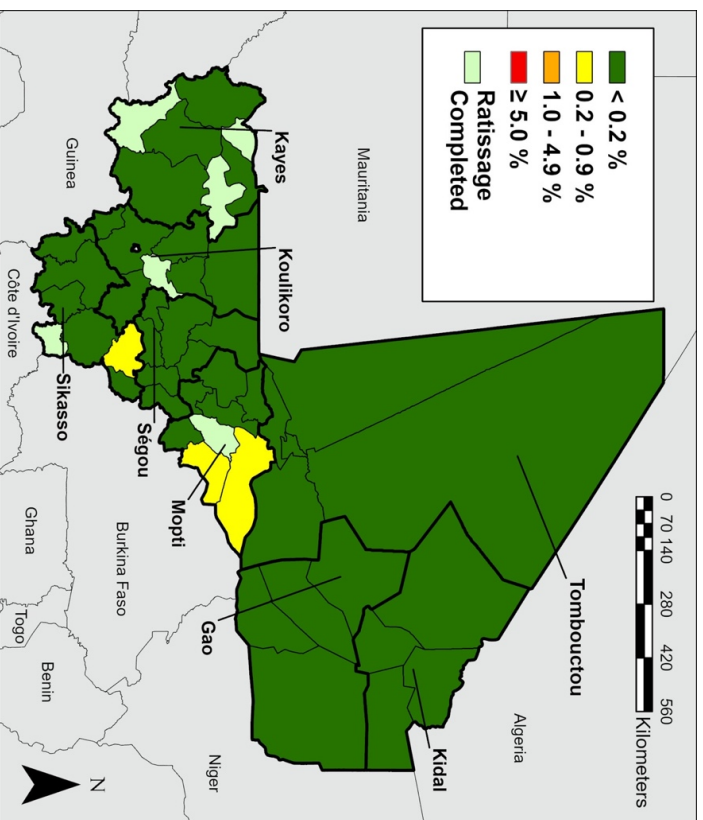 < 0.2 %
0.2 - 0.9 %
1.0 - 4.9 %
≥ 5.0 %
Ratissage
Completed
0 70 140 280 420 560
Kilometers
Mauritania
Algeria
Tombouctou
Kidal
Gao
Kayes
Koulikoro
Mopti
Ségou
Sikasso
Niger
Guinea
Burkina Faso
Côte d'Ivoire
Ghana
Togo
Benin
N